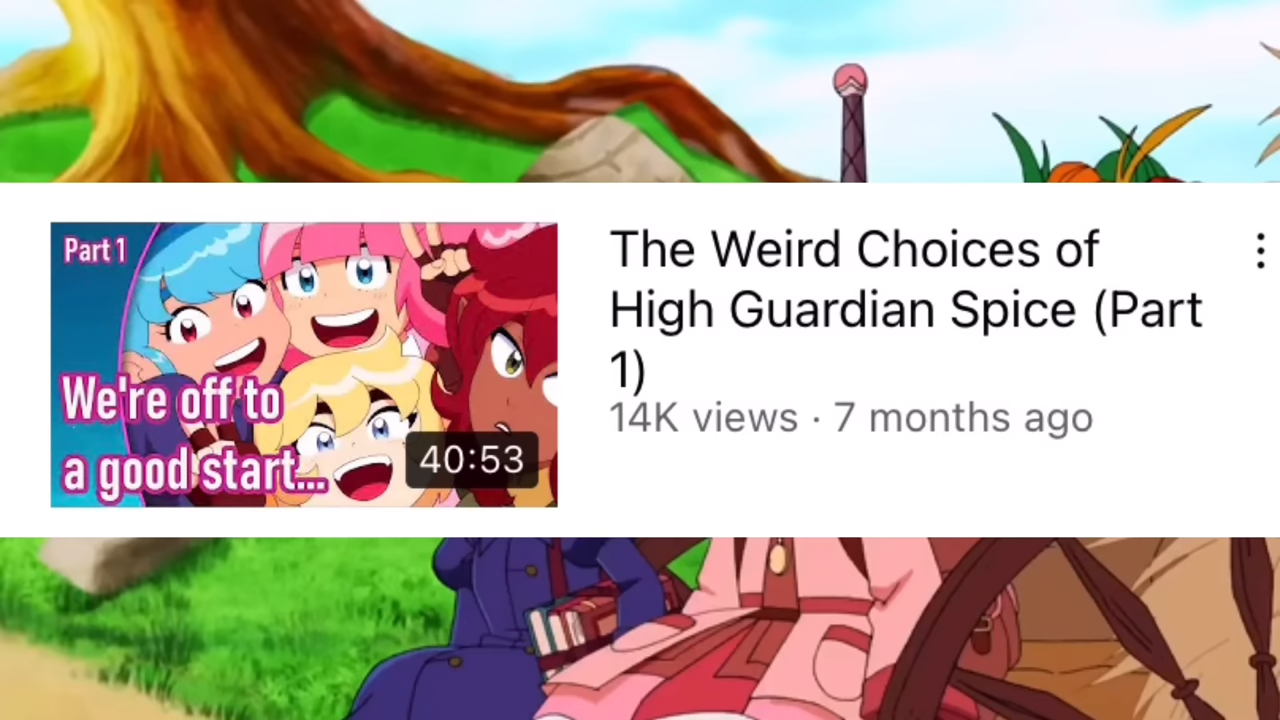 Part 1
We're off to
a good start...
40:53
The Weird Choices of
High Guardian Spice (Part
1)
14K views · 7 months ago